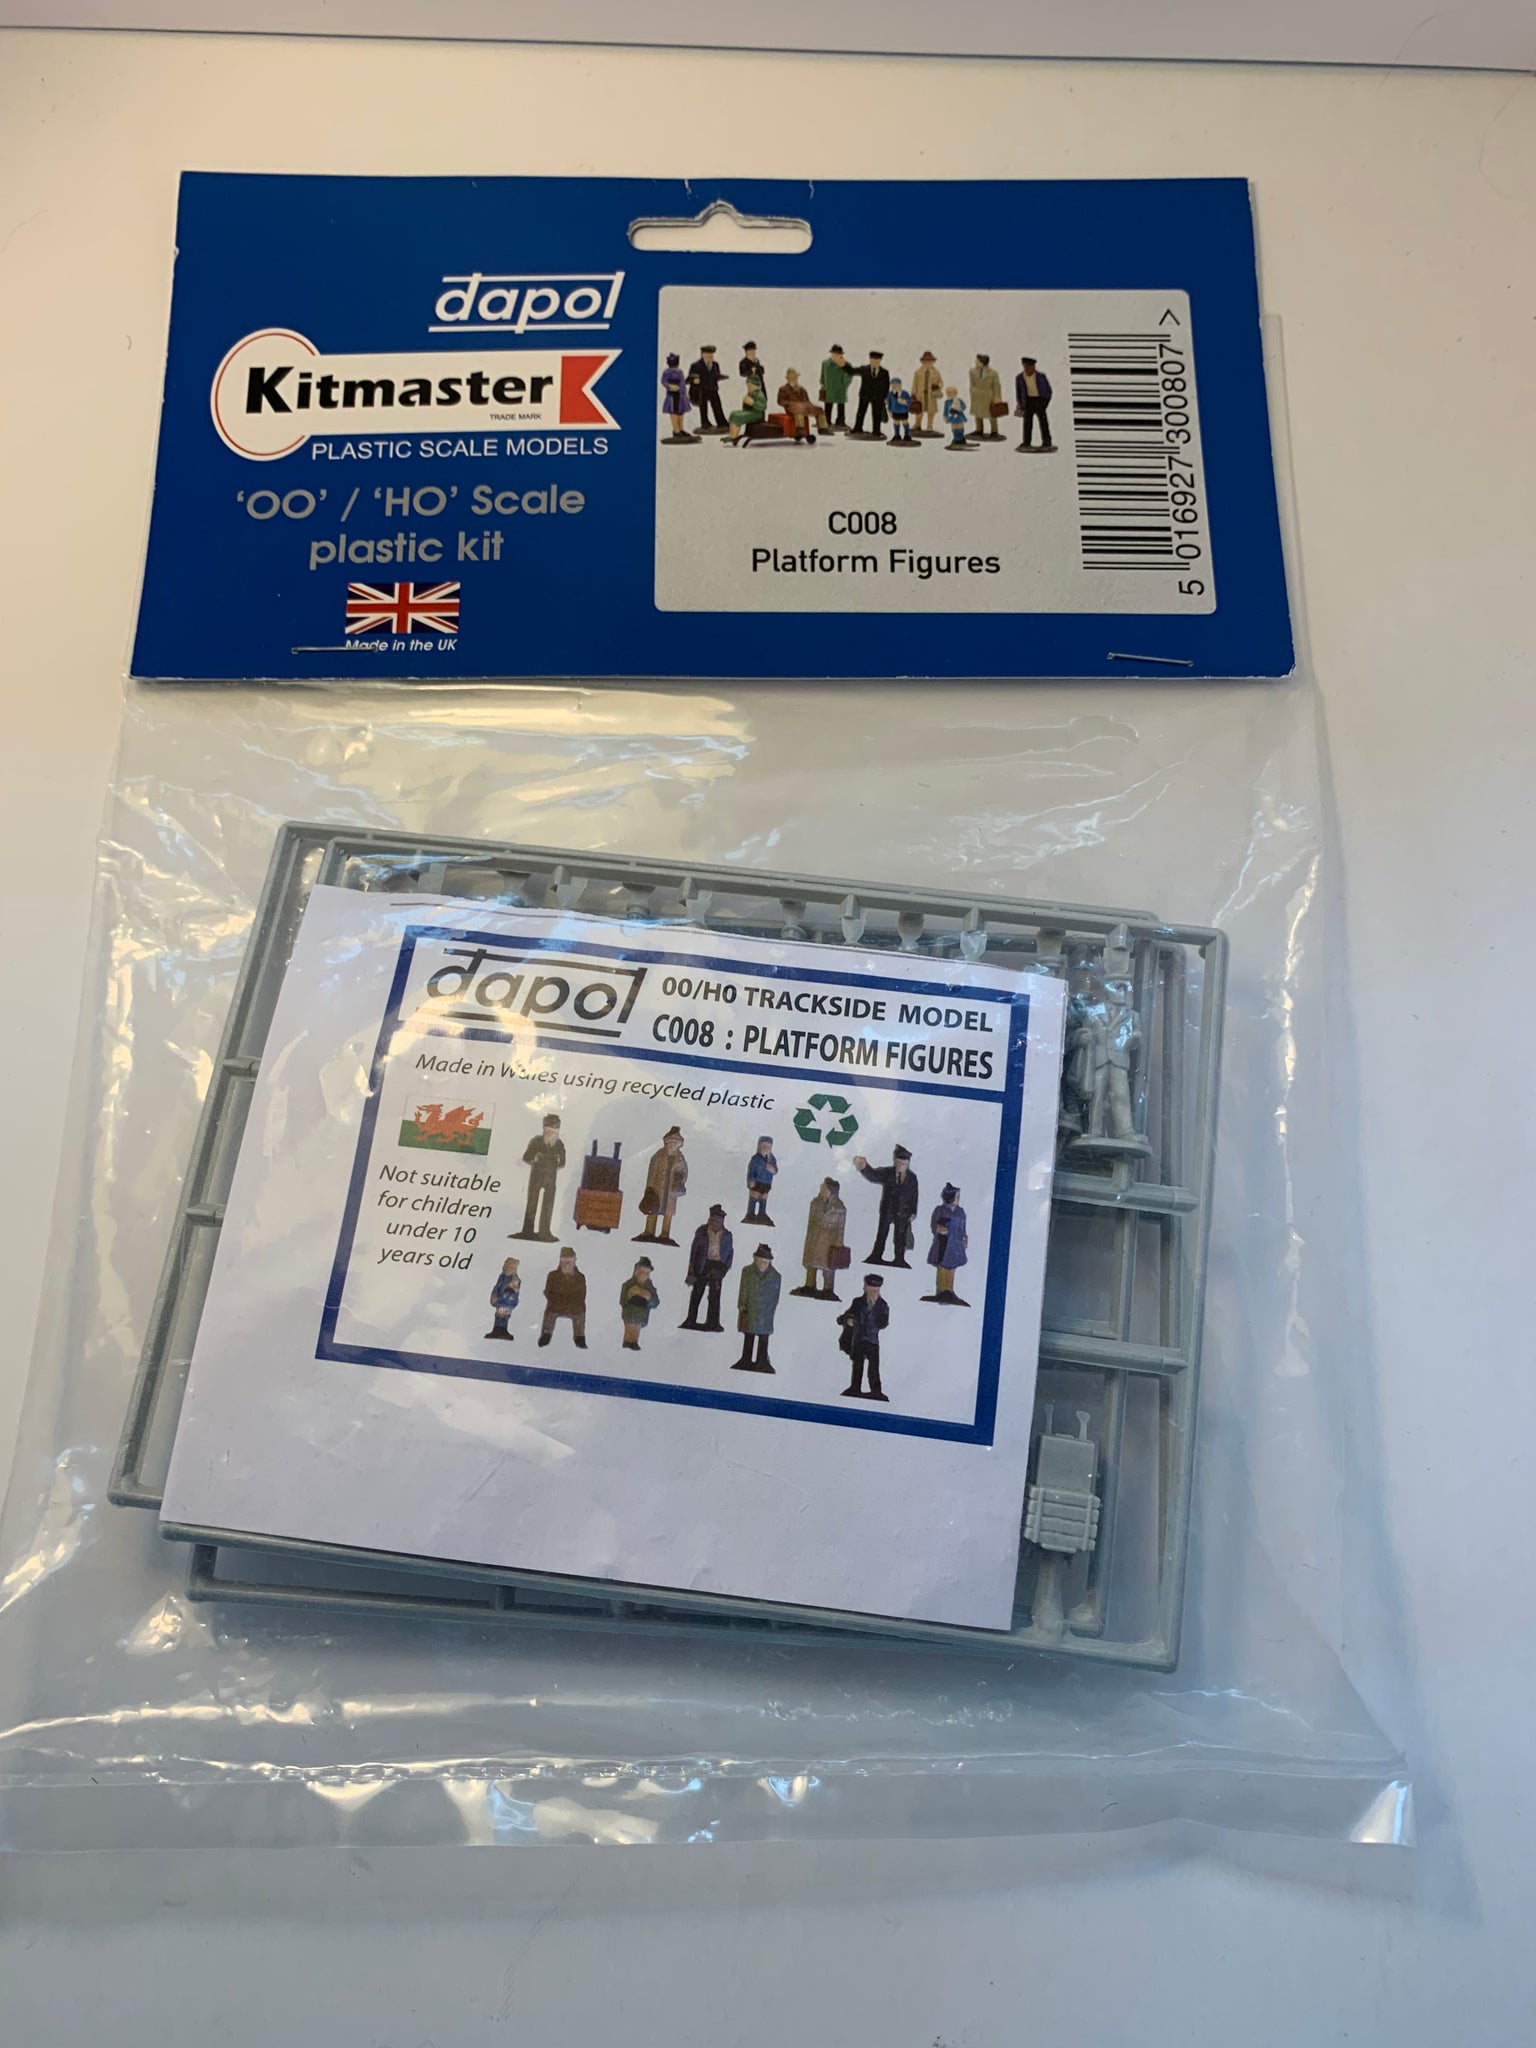 dapol
Kitmaster
TRADE MARK
PLASTIC SCALE MODELS
‘OO’ / ‘HO’ Scale
plastic kit
Made in the UK
C008
Platform Figures
5 016927 300807 >
dapol
00/H0 TRACKSIDE MODEL
C008 : PLATFORM FIGURES
Made in Wales using recycled plastic
Not suitable
for children
under 10
years old